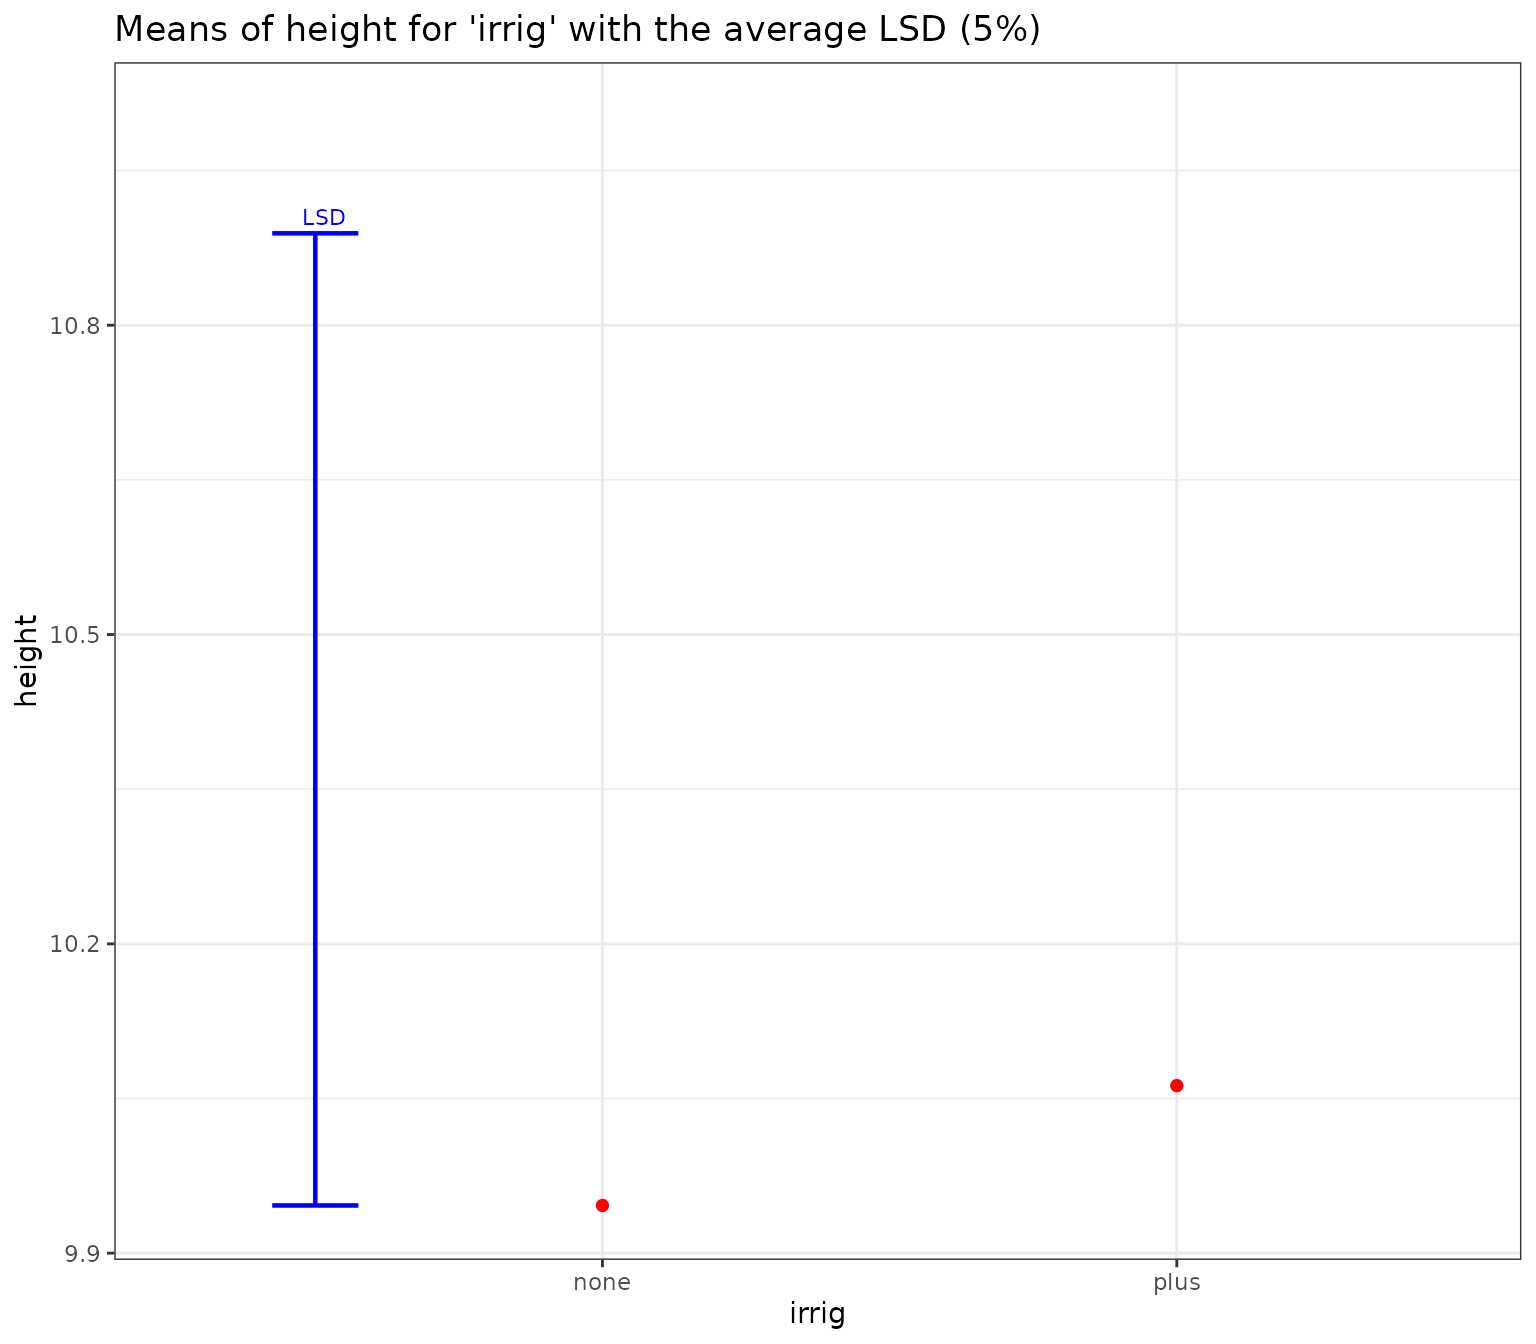 Means of height for 'irrig' with the average LSD (5%)
LSD
10.8
10.5
10.2
9.9
height
none plus
irrig